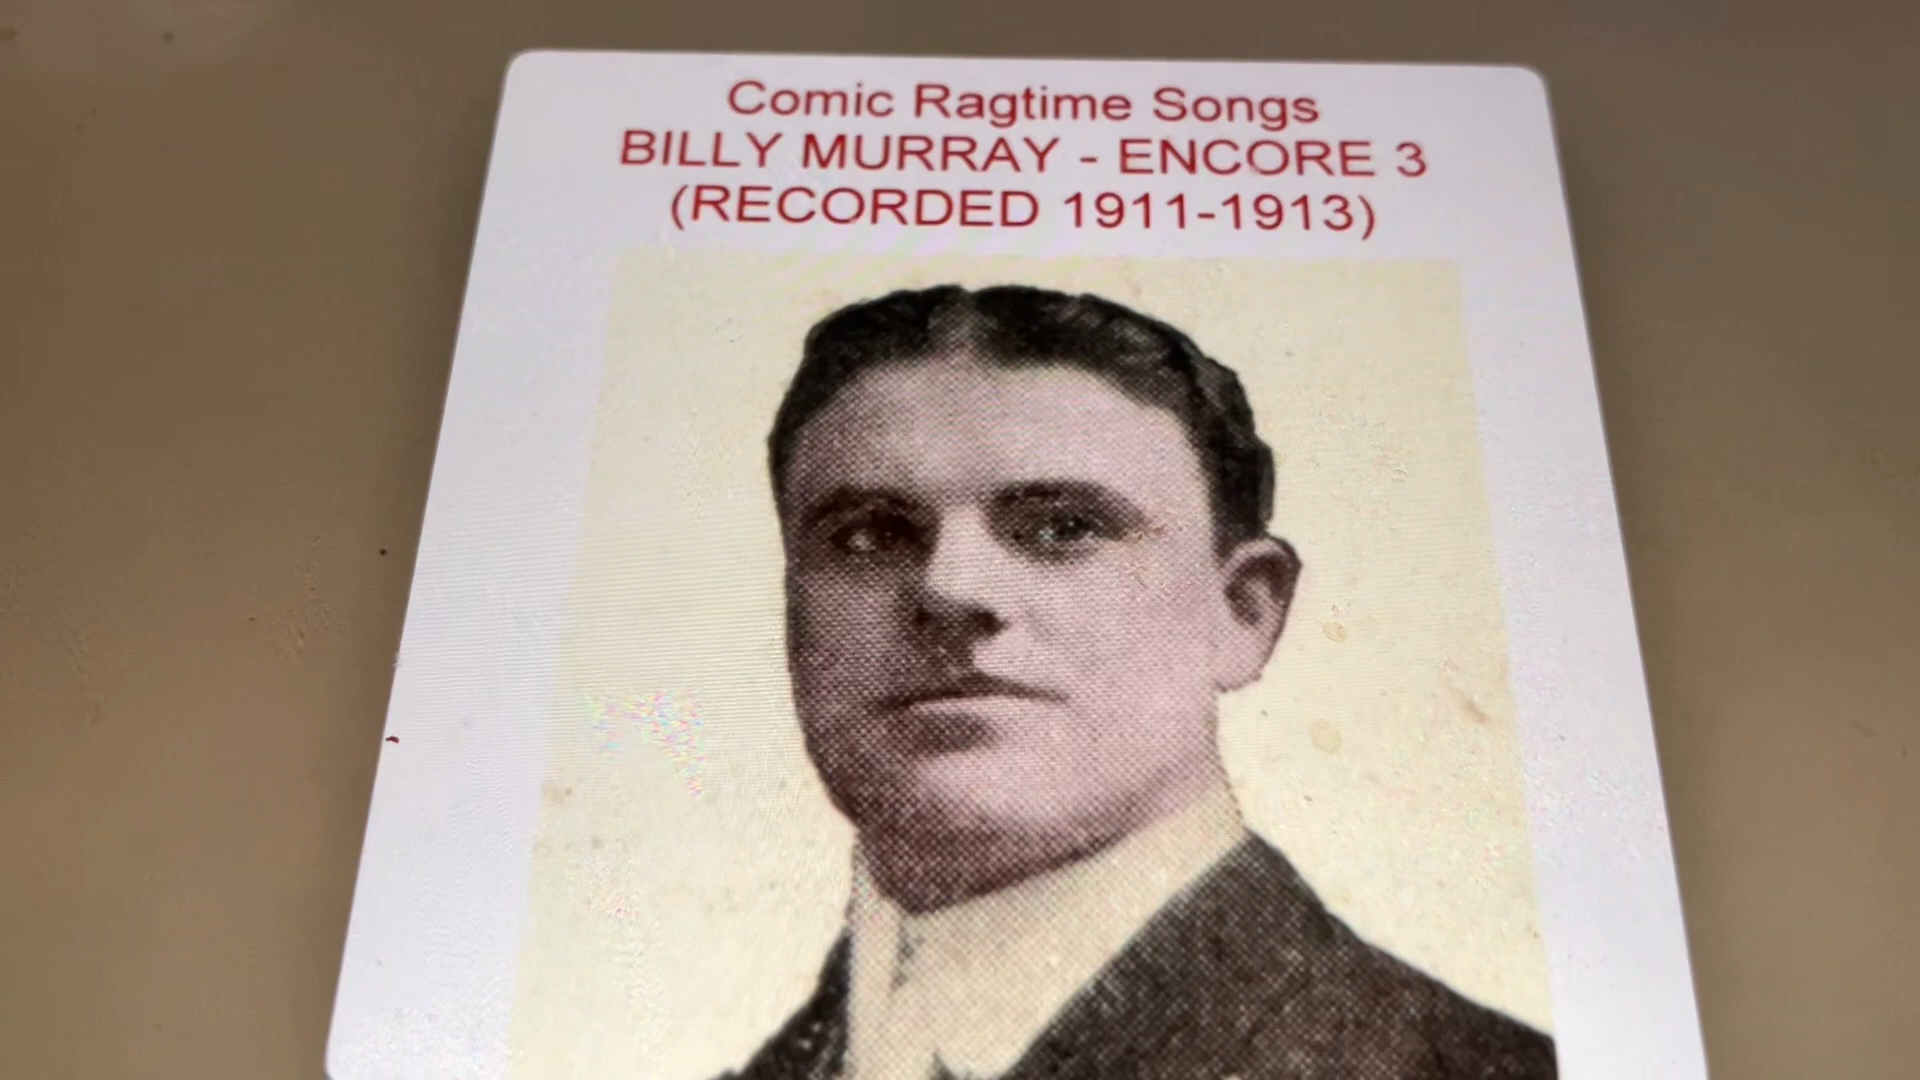 Comic Ragtime Songs
BILLY MURRAY - ENCORE 3
(RECORDED 1911-1913)